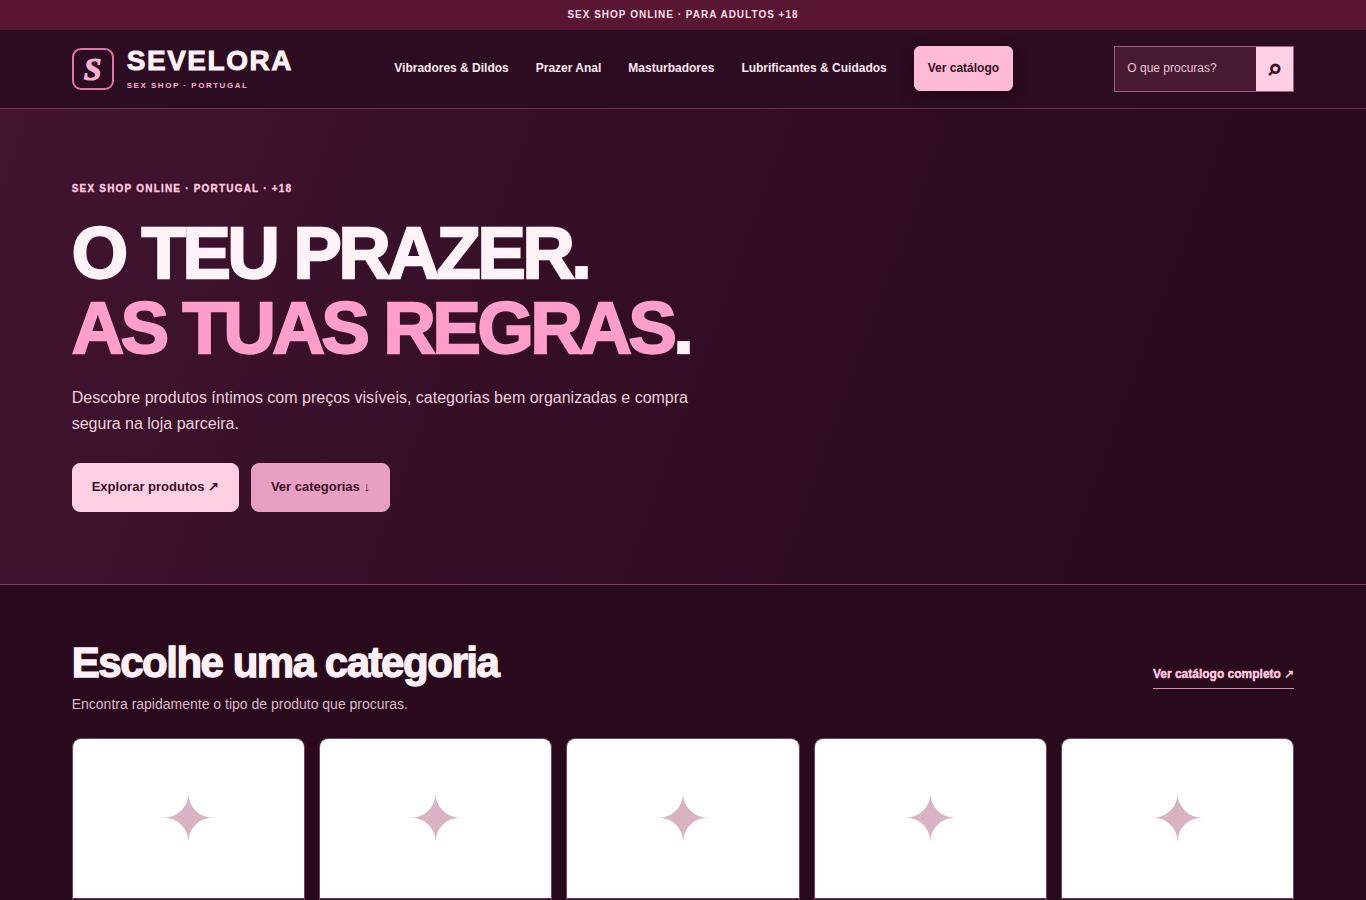 SEX SHOP ONLINE · PARA ADULTOS +18
S
SEVELORA
SEX SHOP · PORTUGAL
Vibradores & Dildos
Prazer Anal
Masturbadores
Lubrificantes & Cuidados
Ver catálogo
O que procuras?
SEX SHOP ONLINE · PORTUGAL · +18
O TEU PRAZER.
AS TUAS REGRAS.
Descobre produtos íntimos com preços visíveis, categorias bem organizadas e compra
segura na loja parceira.
Explorar produtos ↗
Ver categorias ↓
Escolhe uma categoria
Encontra rapidamente o tipo de produto que procuras.
Ver catálogo completo ↗